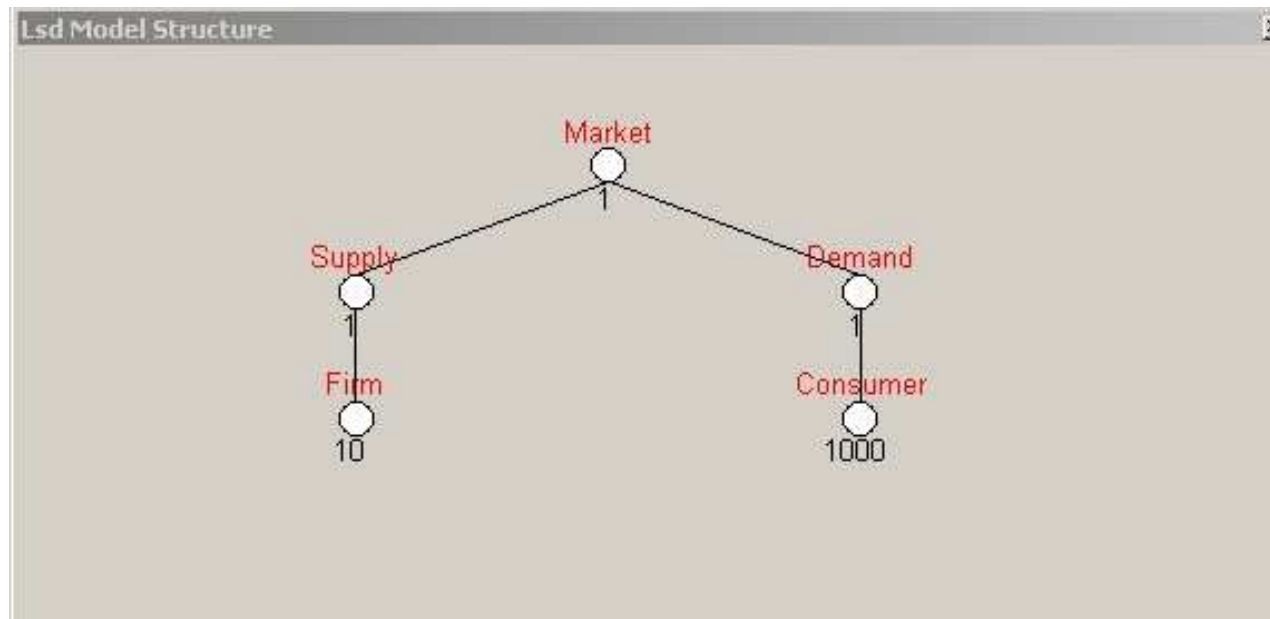 Lsd Model Structure
Market
1
Supply
Demand
1
1
Firm
Consumer
10
1000